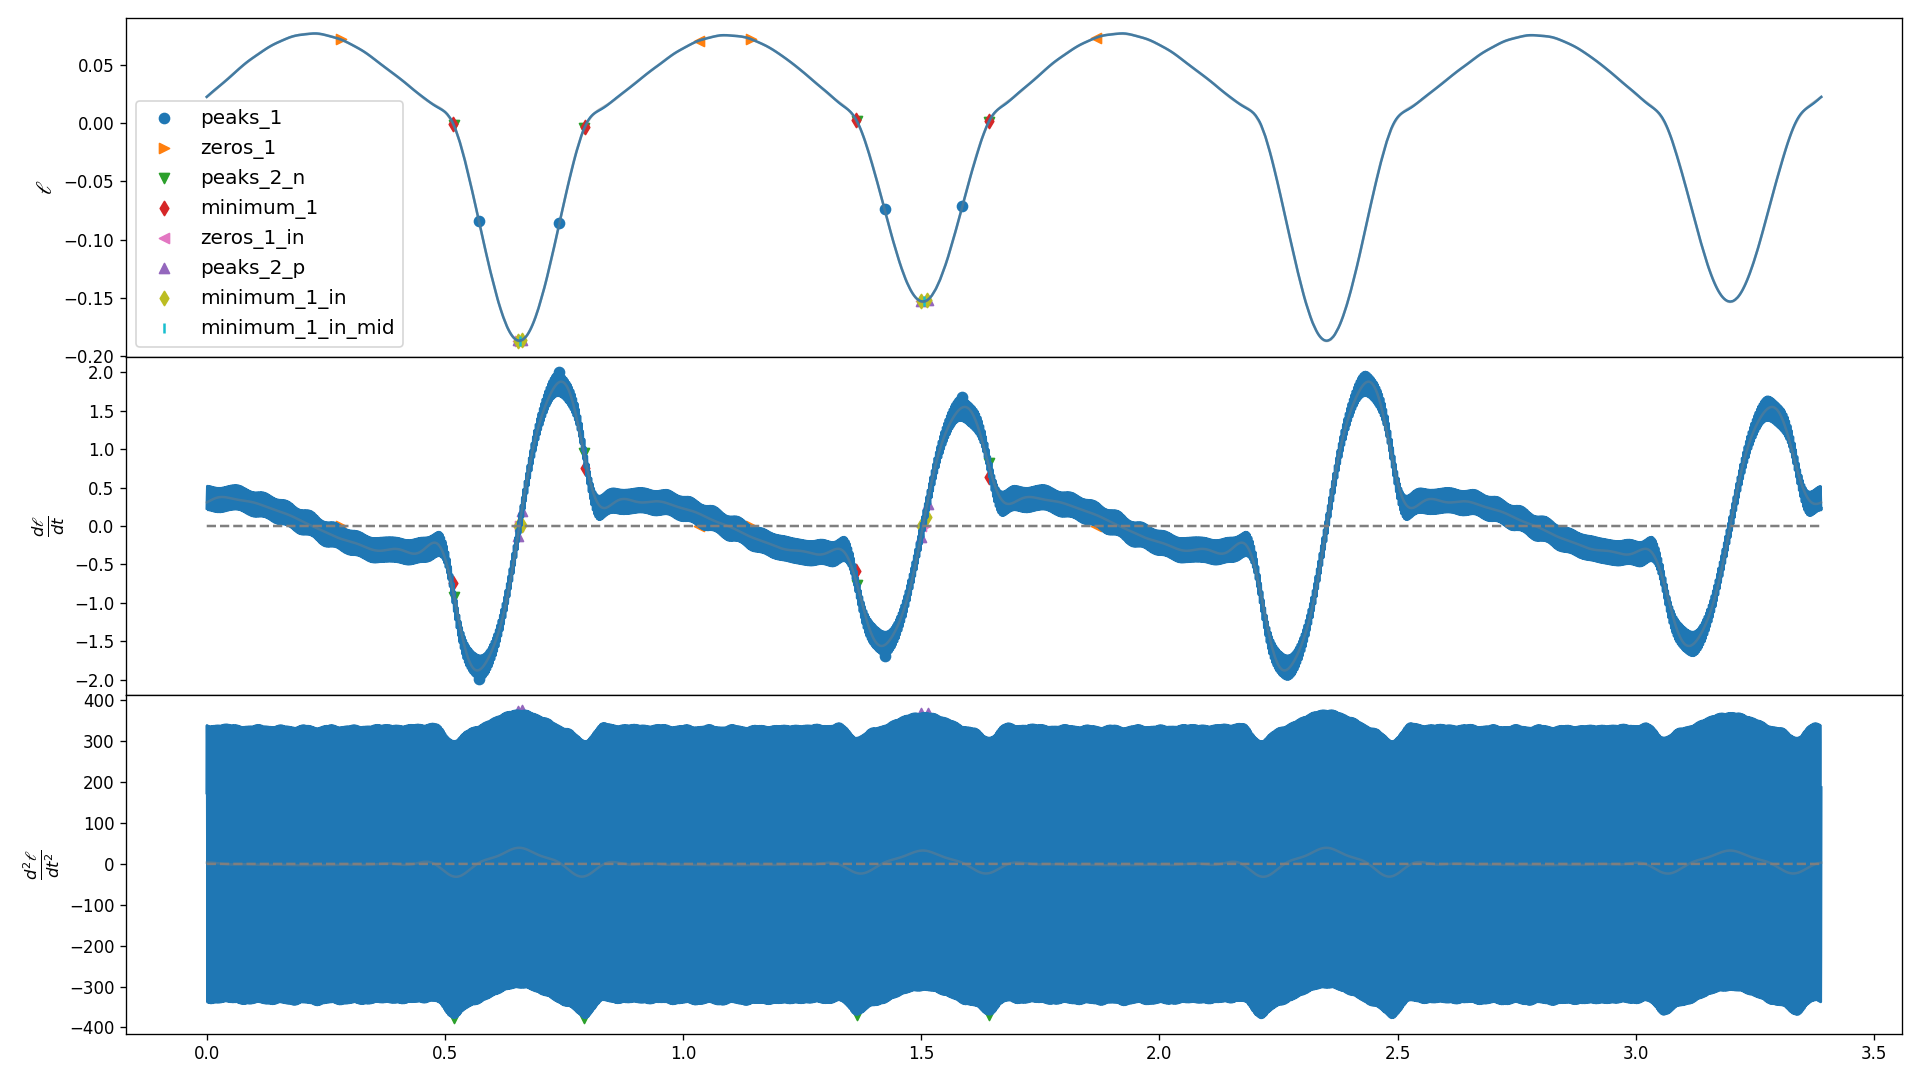 0.05
0.00
−0.05
−0.10
−0.15
−0.20
ℓ
peaks_1
zeros_1
peaks_2_n
minimum_1
zeros_1_in
peaks_2_p
minimum_1_in
minimum_1_in_mid
2.0
1.5
1.0
0.5
0.0
−0.5
−1.0
−1.5
−2.0
dℓ
dt
400
300
200
100
0
−100
−200
−300
−400
d²ℓ
dt²
0.0 0.5 1.0 1.5 2.0 2.5 3.0 3.5